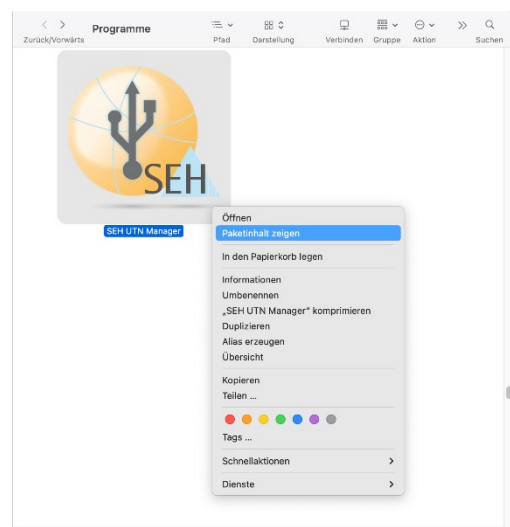 Programme
Zurück/Vorwärts
Pfad
Darstellung
Verbinden
Gruppe
Aktion
Suchen
SEH
SEH UTN Manager
Öffnen
Paketinhalt zeigen
In den Papierkorb legen
Informationen
Umbenennen
„SEH UTN Manager“ komprimieren
Duplizieren
Alias erzeugen
Übersicht
Kopieren
Teilen ...
Tags ...
Schnellaktionen
Dienste